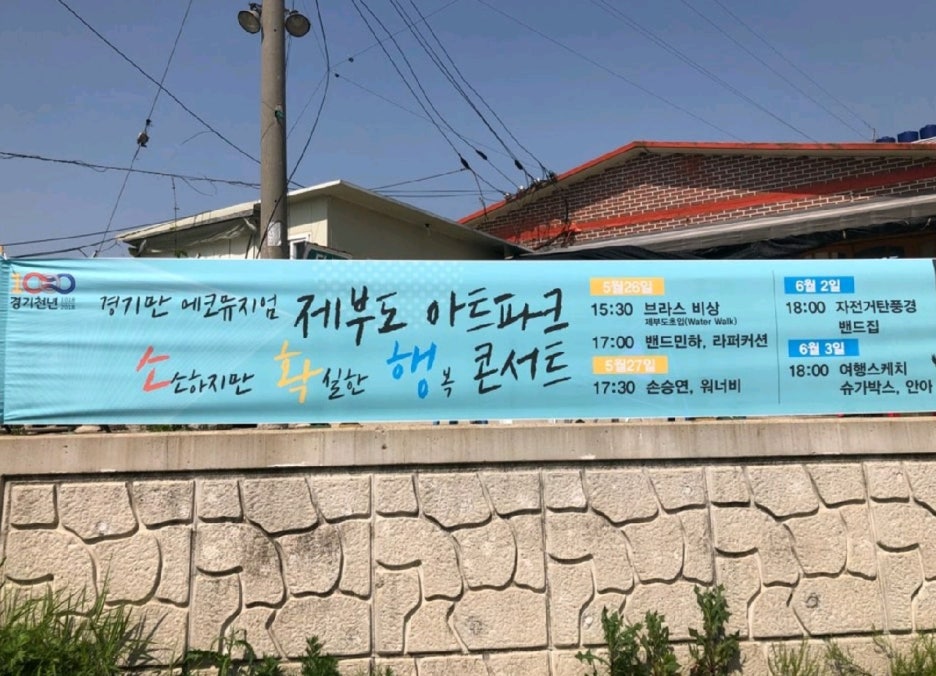 경기천년 1018 2018
경기만 에코뮤지엄 제부도 아트파크
소소하지만 확실한 행복 콘서트
5월26일
15:30 브라스 비상
제부도초입(Water Walk)
17:00 밴드민하, 라퍼커션
5월27일
17:30 손승연, 워너비
6월 2일
18:00 자전거탄풍경
밴드집
6월 3일
18:00 여행스케치
슈가박스, 안아